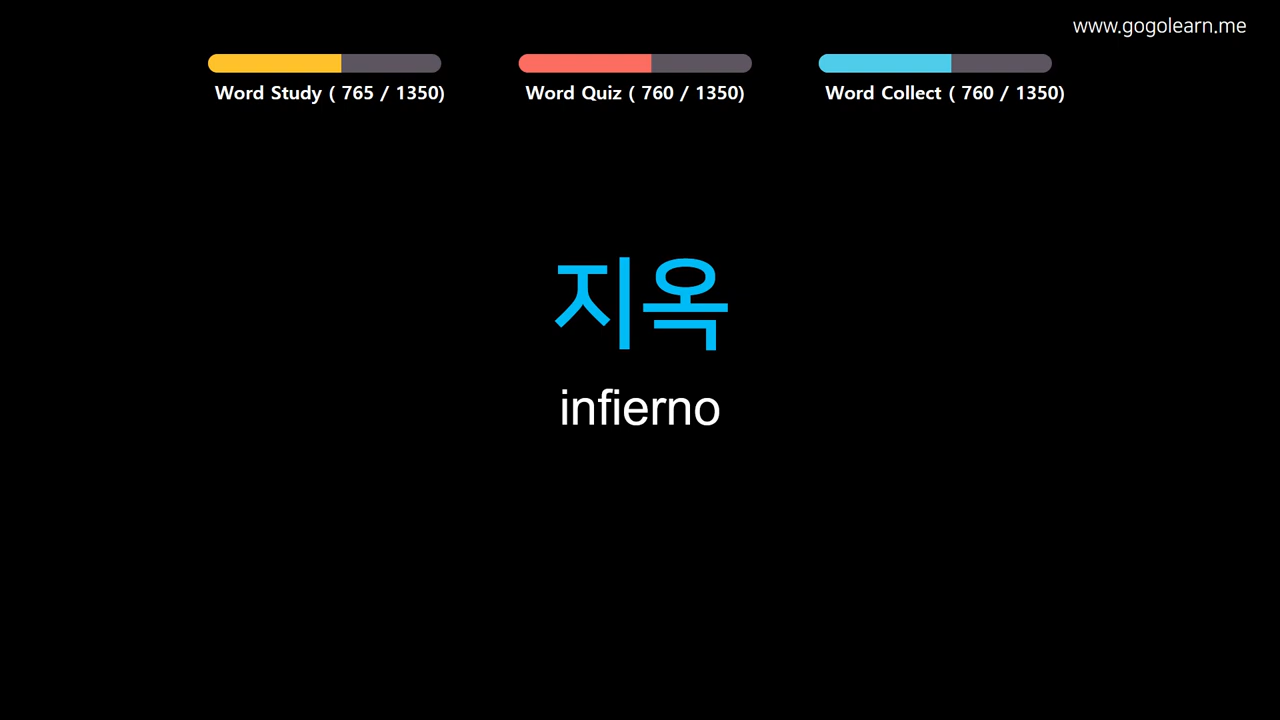 www.gogolearn.me
Word Study ( 765 / 1350)
Word Quiz ( 760 / 1350)
Word Collect ( 760 / 1350)
지옥
infierno